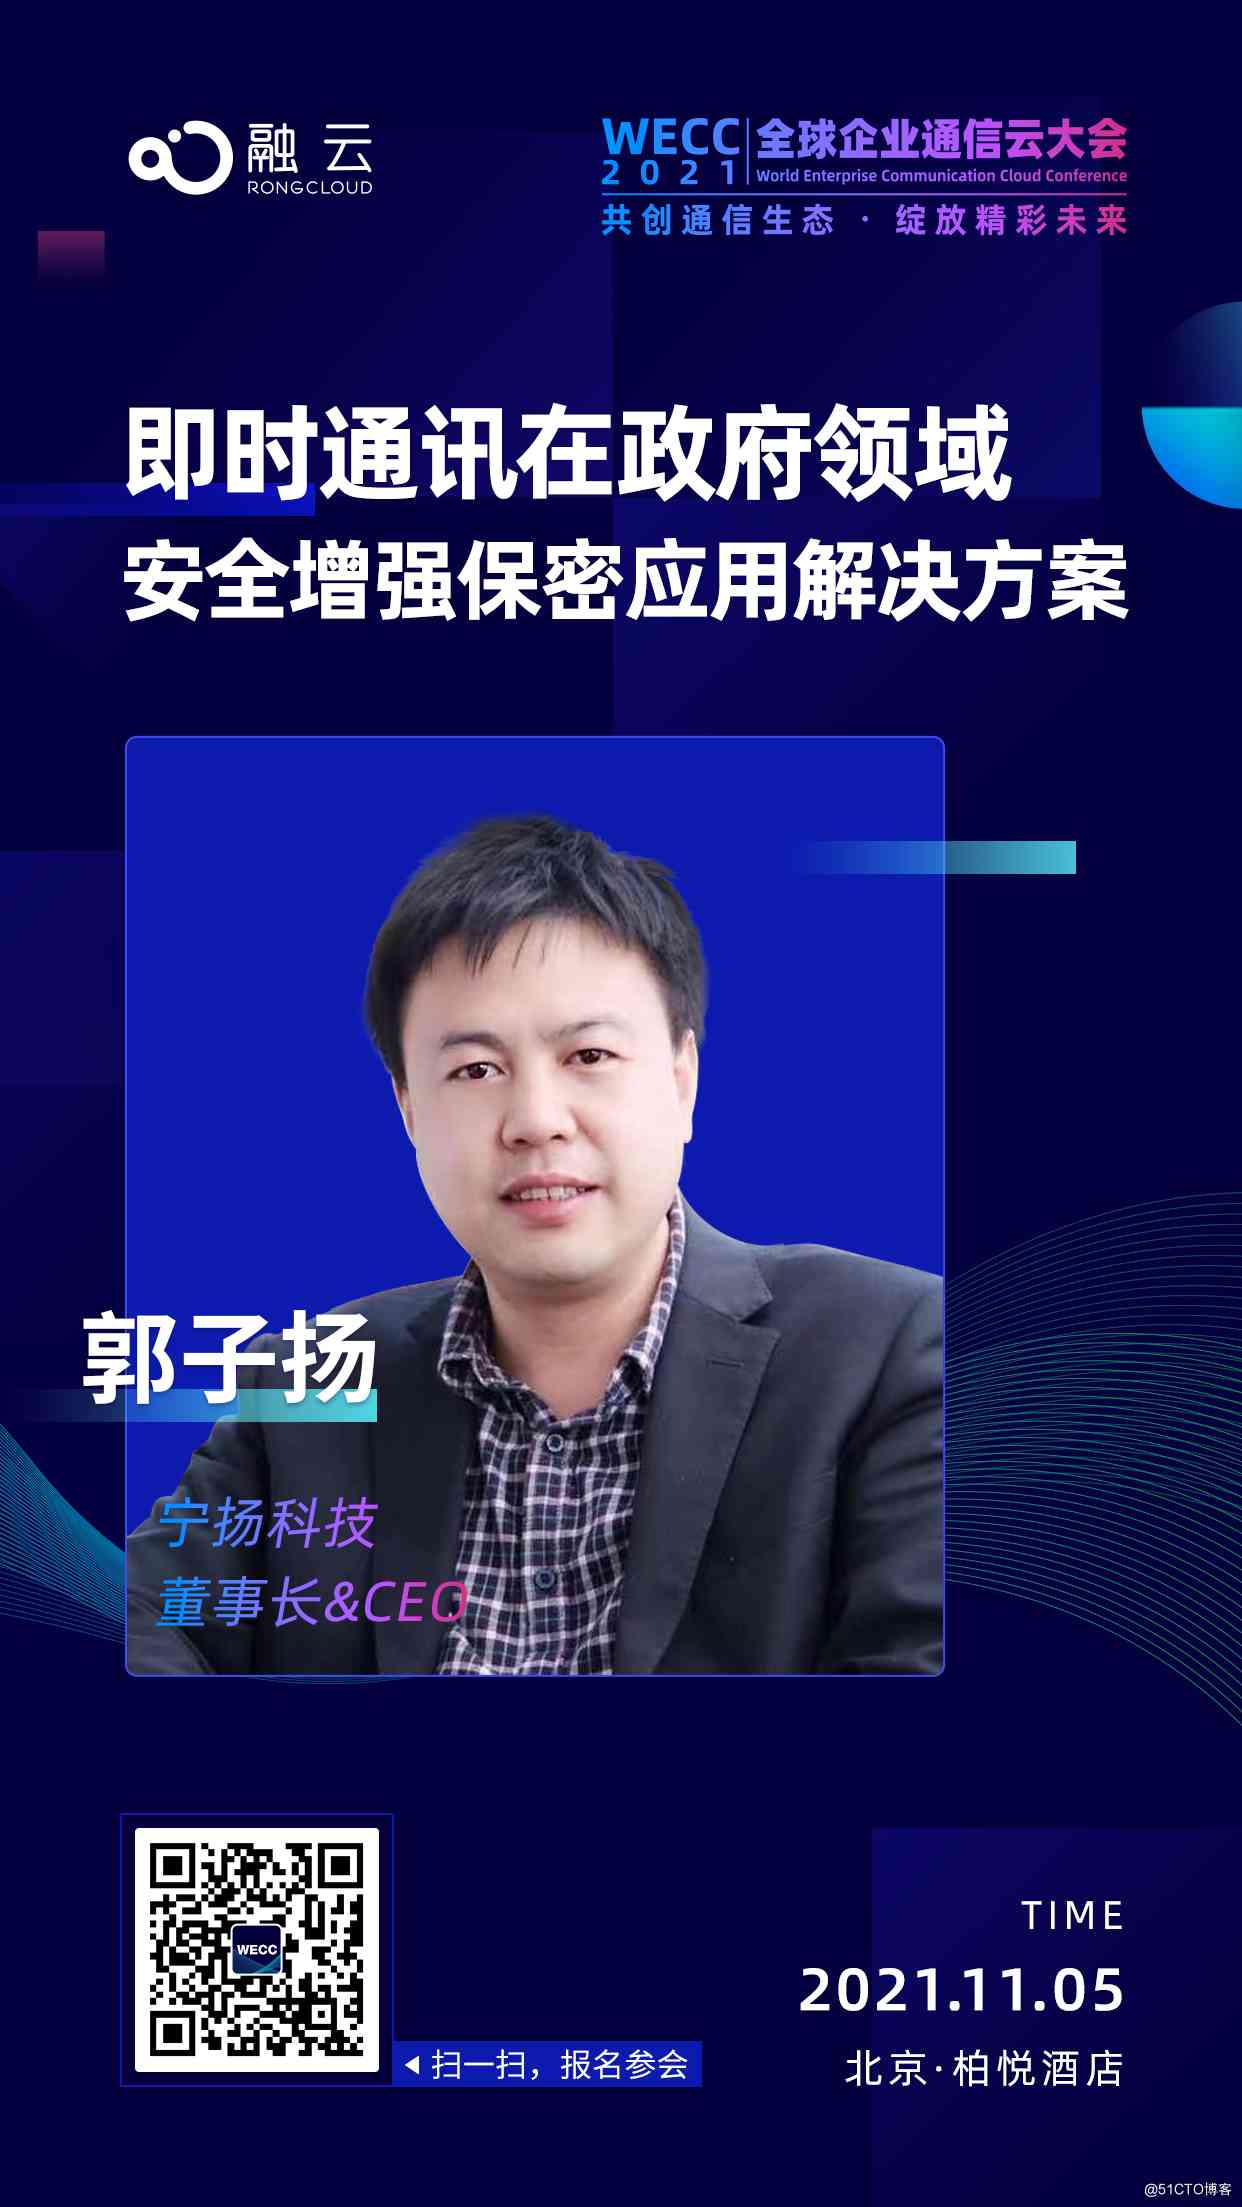 融云
RONGCLOUD
WECC
2021
全球企业通信云大会
World Enterprise Communication Cloud Conference
共创通信生态 · 绽放精彩未来
即时通讯在政府领域
安全增强保密应用解决方案
郭子扬
宁扬科技
董事长&CEO
WECC
扫一扫，报名参会
TIME
2021.11.05
北京·柏悦酒店
@51CTO博客